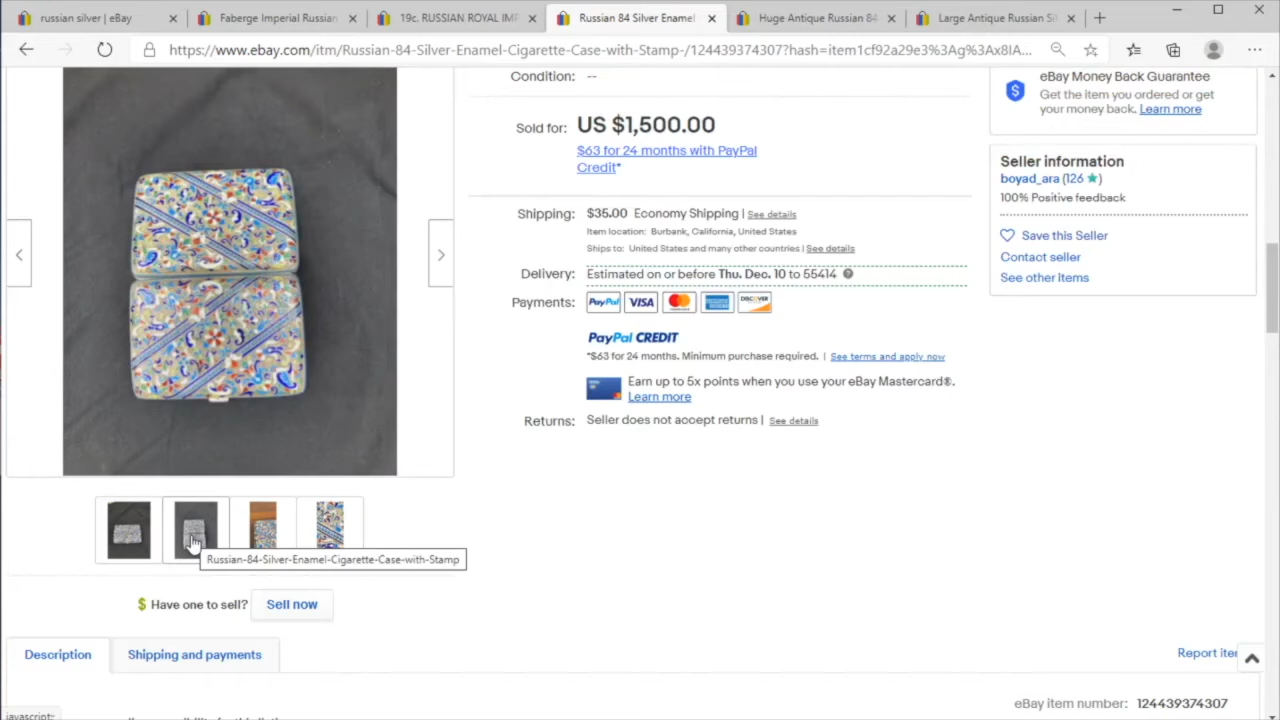 russian silver | eBay
Faberge Imperial Russian
19c. RUSSIAN ROYAL IMP
Russian 84 Silver Enamel
Huge Antique Russian 84
Large Antique Russian Sil
https://www.ebay.com/itm/Russian-84-Silver-Enamel-Cigarette-Case-with-Stamp-/124439374307?hash=item1cf92a29e3%3Ag%3Ax8IA...
Condition: --
Sold for: US $1,500.00
$63 for 24 months with PayPal
Credit*
Shipping: $35.00 Economy Shipping | See details
Item location: Burbank, California, United States
Ships to: United States and many other countries | See details
Delivery: Estimated on or before Thu. Dec. 10 to 55414
Payments: PayPal VISA MasterCard AMERICAN EXPRESS DISCOVER
PayPal CREDIT
*$63 for 24 months. Minimum purchase required. | See terms and apply now
Earn up to 5x points when you use your eBay Mastercard®.
Learn more
Returns: Seller does not accept returns | See details
eBay Money Back Guarantee
Get the item you ordered or get
your money back. Learn more
Seller information
boyad_ara (126 ★)
100% Positive feedback
Save this Seller
Contact seller
See other items
Russian-84-Silver-Enamel-Cigarette-Case-with-Stamp
$ Have one to sell? Sell now
Description
Shipping and payments
Report iter
eBay item number: 124439374307
javascript: